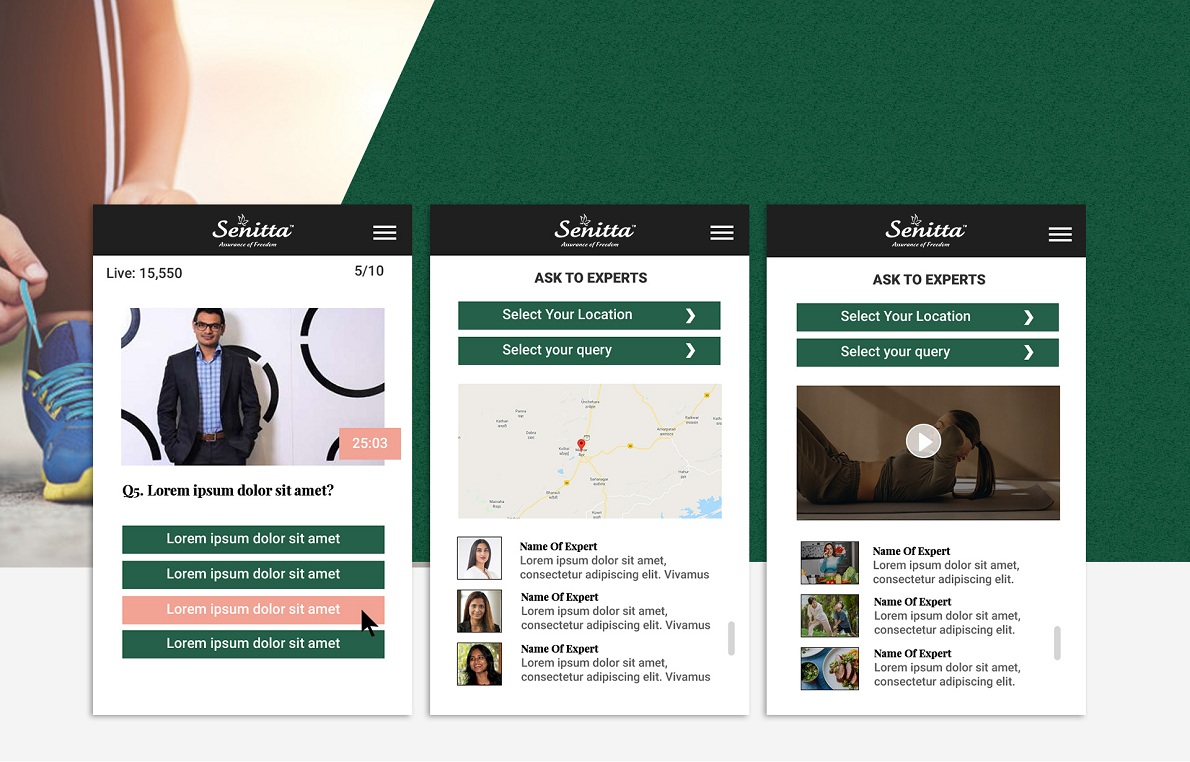 Senitta™
Assurance of Freedom
Live: 15,550
5/10
25:03
Q5. Lorem ipsum dolor sit amet?
Lorem ipsum dolor sit amet
Lorem ipsum dolor sit amet
Lorem ipsum dolor sit amet
Lorem ipsum dolor sit amet
Senitta™
Assurance of Freedom
ASK TO EXPERTS
Select Your Location
Select your query
Name Of Expert
Lorem ipsum dolor sit amet,
consectetur adipiscing elit. Vivamus
Name Of Expert
Lorem ipsum dolor sit amet,
consectetur adipiscing elit. Vivamus
Name Of Expert
Lorem ipsum dolor sit amet,
consectetur adipiscing elit. Vivamus
Senitta™
Assurance of Freedom
ASK TO EXPERTS
Select Your Location
Select your query
Name Of Expert
Lorem ipsum dolor sit amet,
consectetur adipiscing elit.
Name Of Expert
Lorem ipsum dolor sit amet,
consectetur adipiscing elit.
Name Of Expert
Lorem ipsum dolor sit amet,
consectetur adipiscing elit.